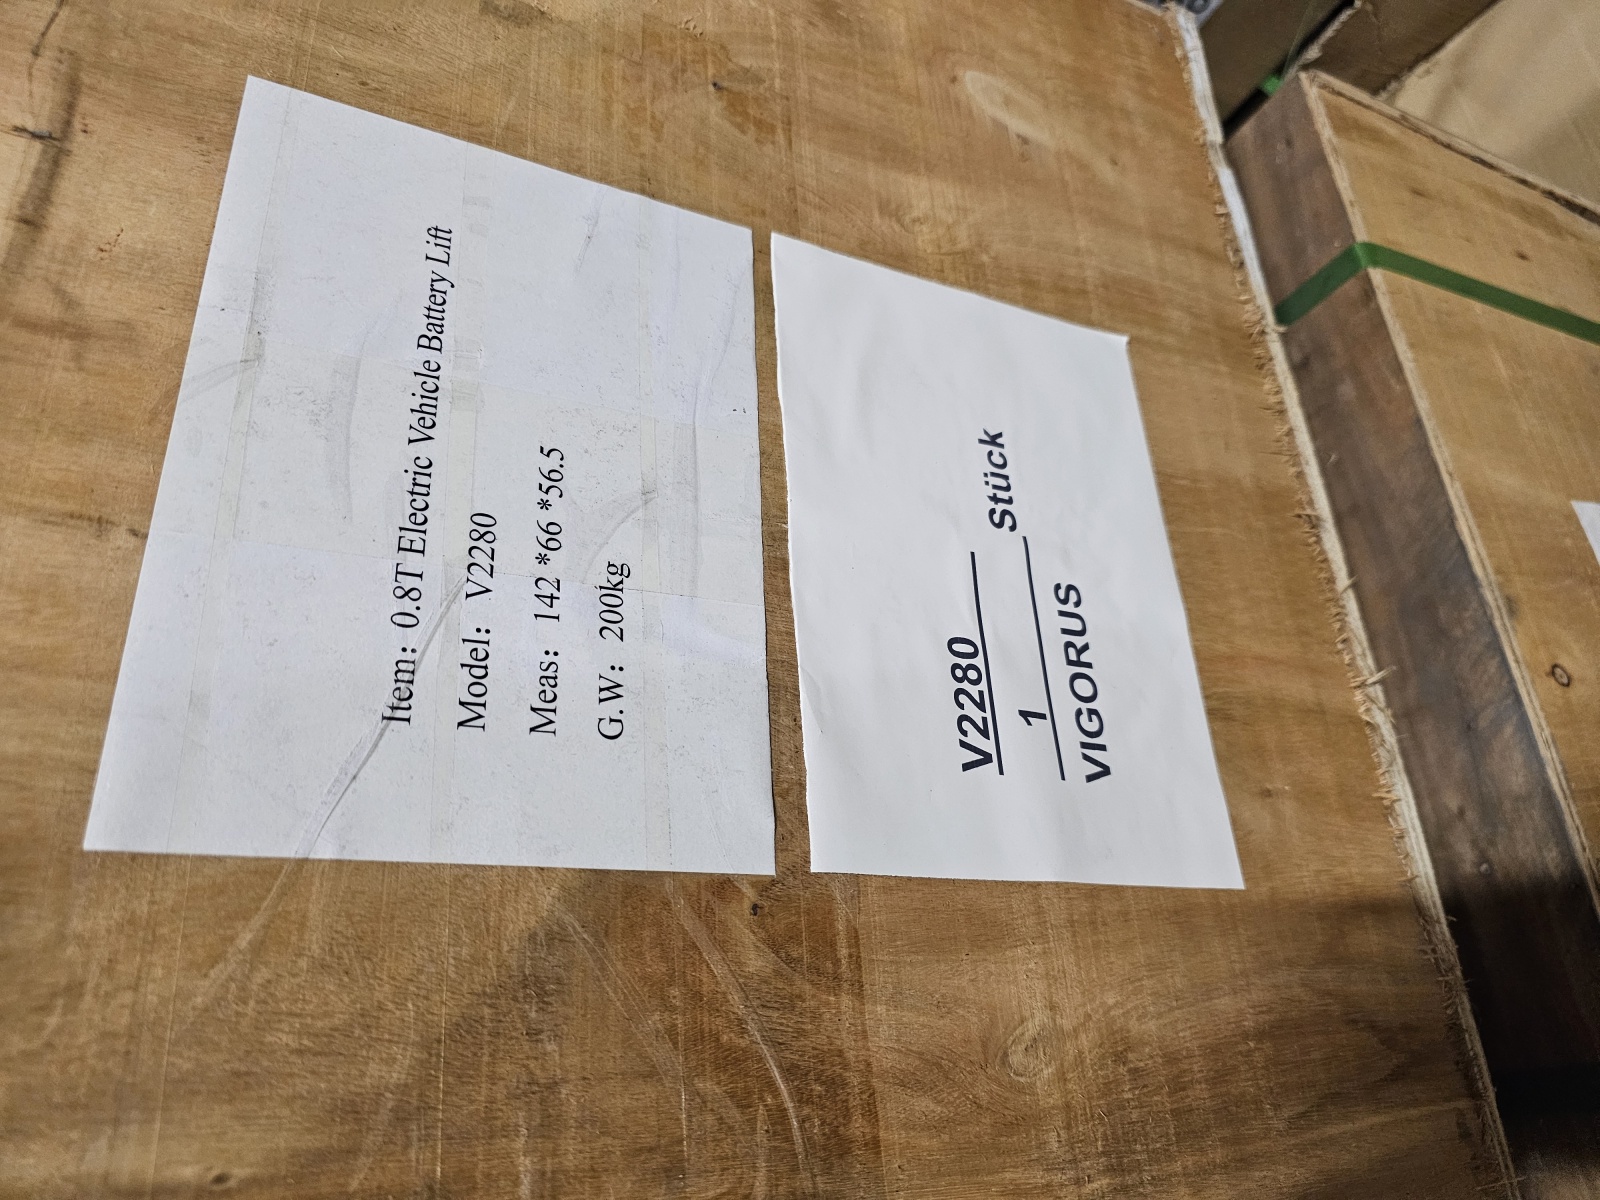 Item: 0.8T Electric Vehicle Battery Lift
Model: V2280
Meas: 142 *66 *56.5
G.W: 200kg
V2280
1 Stück
VIGORUS